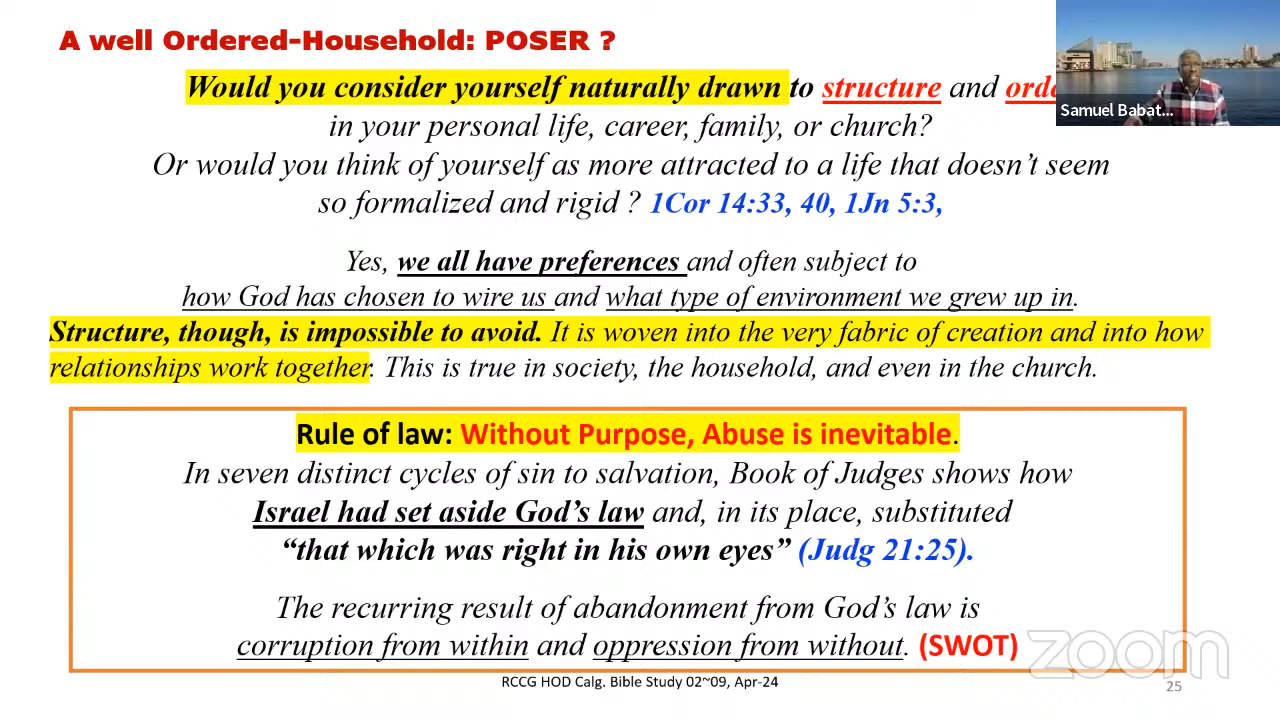 A well Ordered-Household: POSER ?
Would you consider yourself naturally drawn to structure and
Samuel Babat...
in your personal life, career, family, or church?
Or would you think of yourself as more attracted to a life that doesn't seem
so formalized and rigid ? 1Cor 14:33, 40, 1Jn 5:3,
Yes, we all have preferences and often subject to
how God has chosen to wire us and what type of environment we grew up in.
Structure, though, is impossible to avoid. It is woven into the very fabric of creation and into how
relationships work together. This is true in society, the household, and even in the church.
Rule of law: Without Purpose, Abuse is inevitable.
In seven distinct cycles of sin to salvation, Book of Judges shows how
Israel had set aside God's law and, in its place, substituted
“that which was right in his own eyes” (Judg 21:25).
The recurring result of abandonment from God's law is
corruption from within and oppression from without. (SWOT)
zoom
RCCG HOD Calg. Bible Study 02~09, Apr-24
25